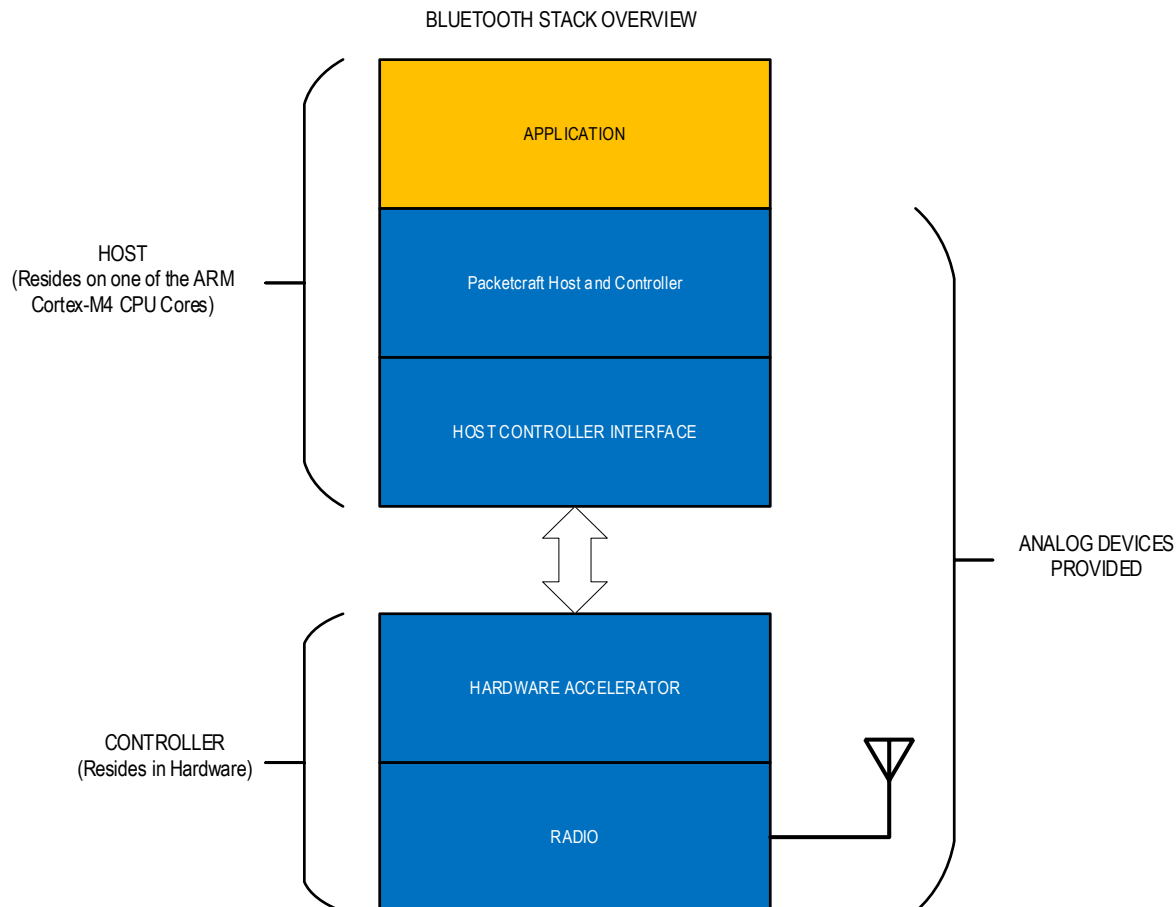 BLUETOOTH STACK OVERVIEW
APPLICATION
HOST
(Resides on one of the ARM
Cortex-M4 CPU Cores)
Packetcraft Host and Controller
HOST CONTROLLER INTERFACE
ANALOG DEVICES
PROVIDED
HARDWARE ACCELERATOR
CONTROLLER
(Resides in Hardware)
RADIO